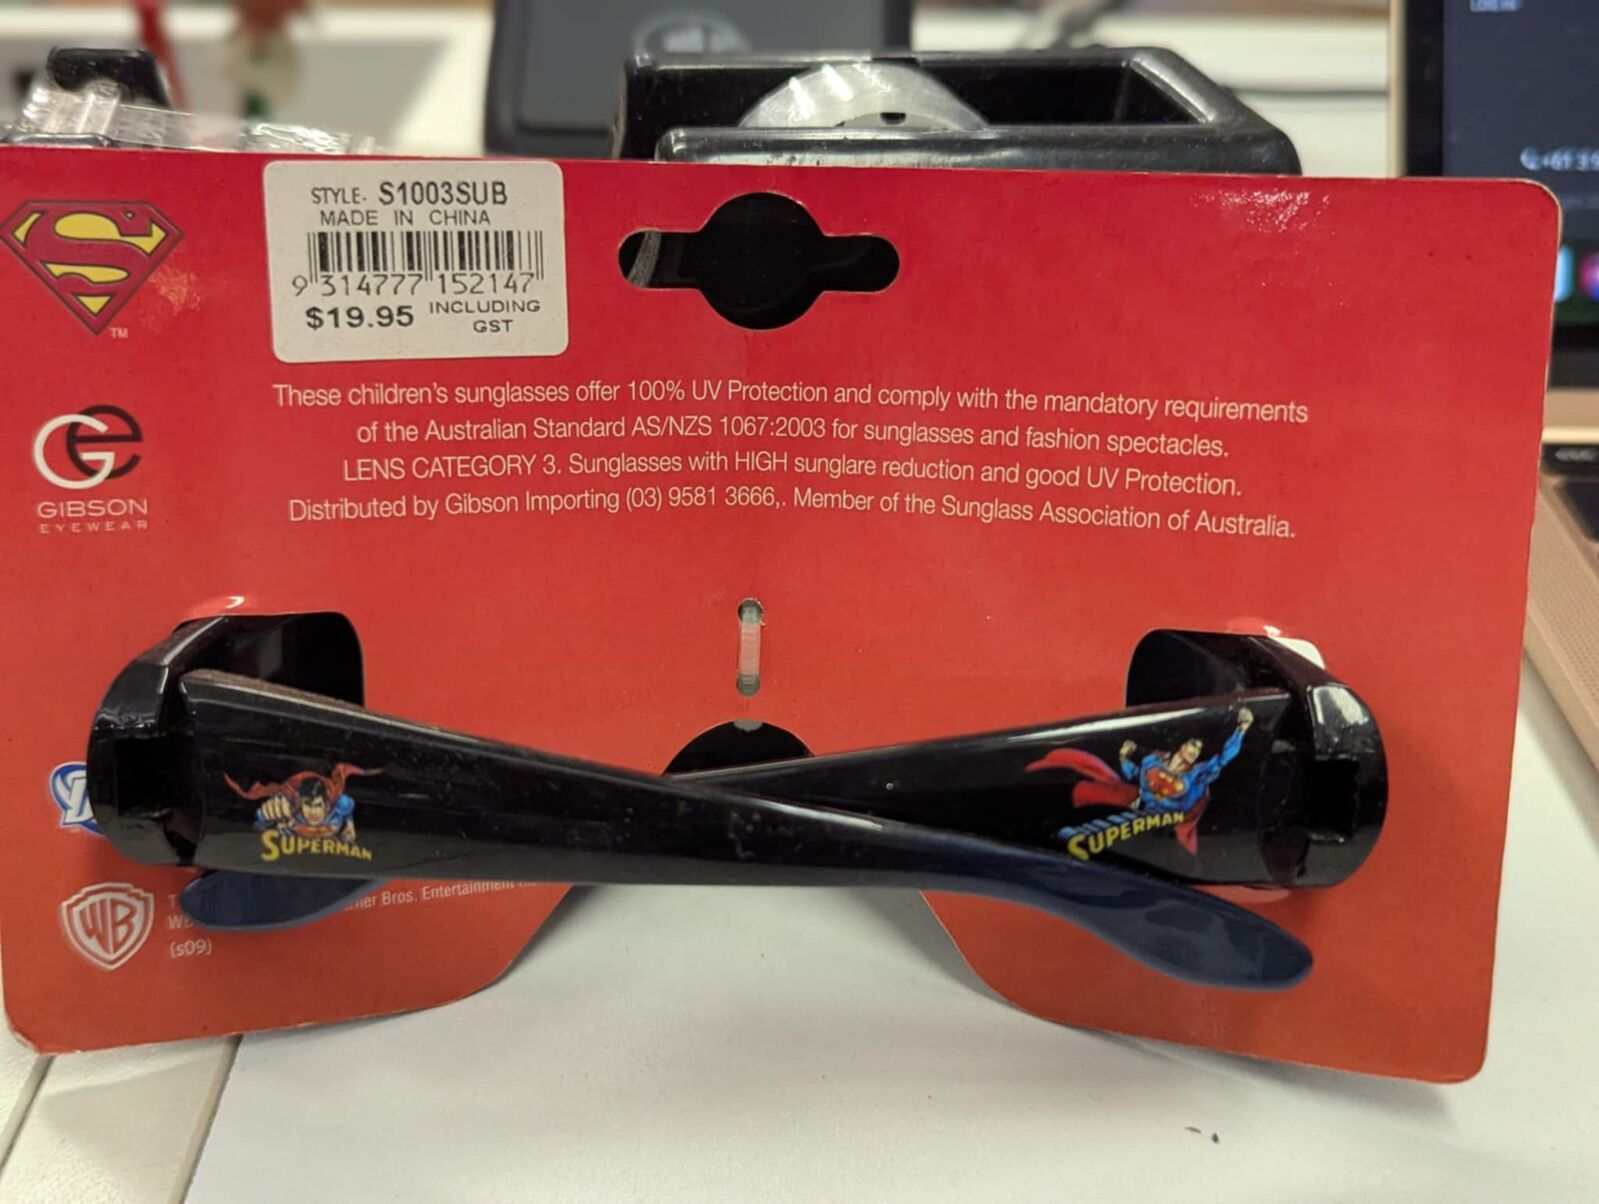 STYLE- S1003SUB
MADE IN CHINA
9 314777 152147
$19.95 INCLUDING GST
TM
These children's sunglasses offer 100% UV Protection and comply with the mandatory requirements
of the Australian Standard AS/NZS 1067:2003 for sunglasses and fashion spectacles.
LENS CATEGORY 3. Sunglasses with HIGH sunglare reduction and good UV Protection.
Distributed by Gibson Importing (03) 9581 3666,. Member of the Sunglass Association of Australia.
GIBSON
EYEWEAR
SUPERMAN
SUPERMAN
WB
Bros. Entertainment
(s09)